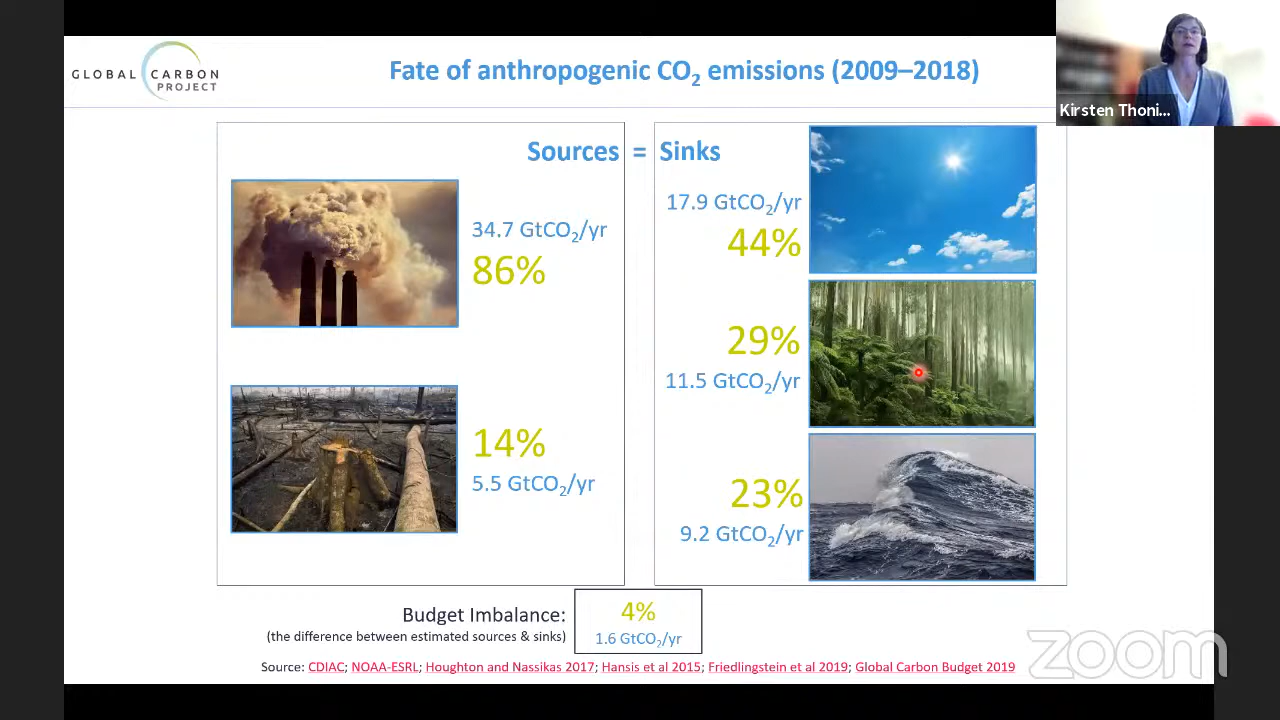 GLOBAL CARBON
PROJECT
Fate of anthropogenic CO₂ emissions (2009–2018)
Kirsten Thoni...
Sources = Sinks
34.7 GtCO₂/yr
86%
14%
5.5 GtCO₂/yr
17.9 GtCO₂/yr
44%
29%
11.5 GtCO₂/yr
23%
9.2 GtCO₂/yr
Budget Imbalance:
(the difference between estimated sources & sinks)
4%
1.6 GtCO₂/yr
Source: CDIAC; NOAA-ESRL; Houghton and Nassikas 2017; Hansis et al 2015; Friedlingstein et al 2019; Global Carbon Budget 2019
zoom